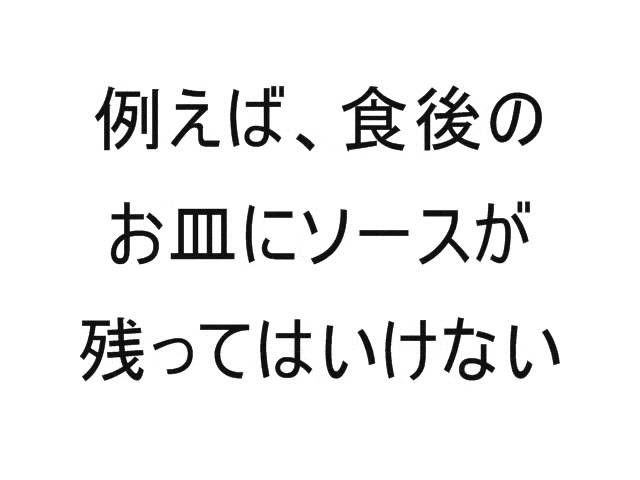 例えば、食後の
お皿にソースが
残ってはいけない